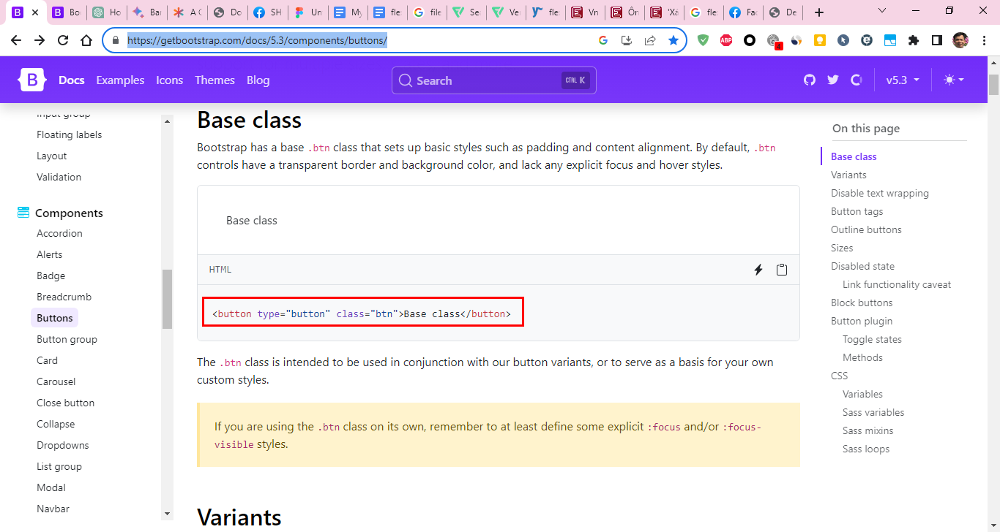 Bo
Ho
Bar
A C
Do
SH
Un
My
fle
file
Se
Ve
fle
Vn
Ôn
'Xả
fle
Fac
De
https://getbootstrap.com/docs/5.3/components/buttons/
ABP
4
B
Docs
Examples
Icons
Themes
Blog
Search
CTRL K
v5.3
Input group
Floating labels
Layout
Validation
Components
Accordion
Alerts
Badge
Breadcrumb
Buttons
Button group
Card
Carousel
Close button
Collapse
Dropdowns
List group
Modal
Navbar
Base class
Bootstrap has a base .btn class that sets up basic styles such as padding and content alignment. By default, .btn
controls have a transparent border and background color, and lack any explicit focus and hover styles.
Base class
HTML
<button type="button" class="btn">Base class</button>
The .btn class is intended to be used in conjunction with our button variants, or to serve as a basis for your own
custom styles.
If you are using the .btn class on its own, remember to at least define some explicit :focus and/or :focus-
visible styles.
Variants
On this page
Base class
Variants
Disable text wrapping
Button tags
Outline buttons
Sizes
Disabled state
Link functionality caveat
Block buttons
Button plugin
Toggle states
Methods
CSS
Variables
Sass variables
Sass mixins
Sass loops